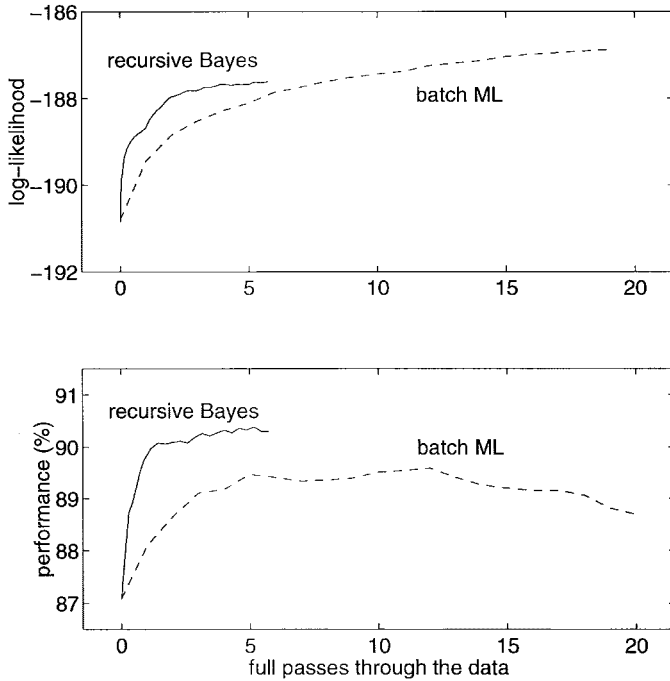 −186
recursive Bayes
−188
batch ML
log−likelihood
−190
−192
0 5 10 15 20
91
recursive Bayes
90
batch ML
performance (%)
89
88
87
0 5 10 15 20
full passes through the data